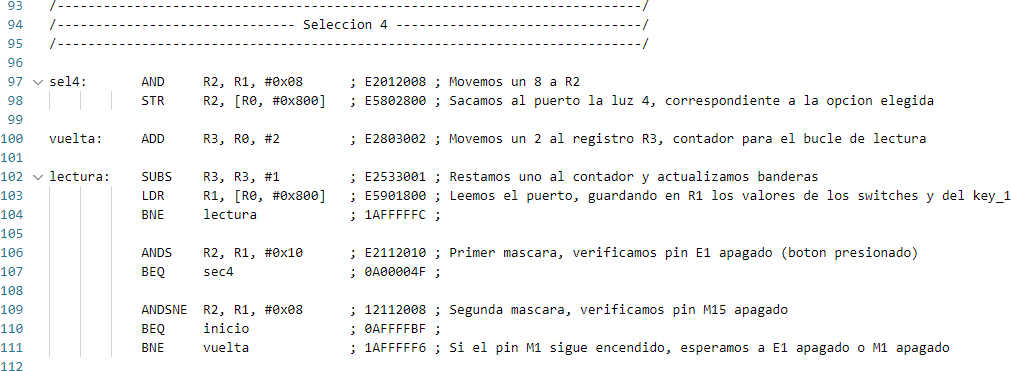 93 /---------------------------------------------------------------------------/
94 /------------------------------ Seleccion 4 --------------------------------/
95 /---------------------------------------------------------------------------/
96
97 sel4: AND R2, R1, #0x08 ; E2012008 ; Movemos un 8 a R2
98 STR R2, [R0, #0x800] ; E5802800 ; Sacamos al puerto la luz 4, correspondiente a la opcion elegida
99
100 vuelta: ADD R3, R0, #2 ; E2803002 ; Movemos un 2 al registro R3, contador para el bucle de lectura
101
102 lectura: SUBS R3, R3, #1 ; E2533001 ; Restamos uno al contador y actualizamos banderas
103 LDR R1, [R0, #0x800] ; E5901800 ; Leemos el puerto, guardando en R1 los valores de los switches y del key_1
104 BNE lectura ; 1AFFFFFC ;
105
106 ANDS R2, R1, #0x10 ; E2112010 ; Primer mascara, verificamos pin E1 apagado (boton presionado)
107 BEQ sec4 ; 0A00004F ;
108
109 ANDSNE R2, R1, #0x08 ; 12112008 ; Segunda mascara, verificamos pin M15 apagado
110 BEQ inicio ; 0AFFFFBF ;
111 BNE vuelta ; 1AFFFFF6 ; Si el pin M1 sigue encendido, esperamos a E1 apagado o M1 apagado
112